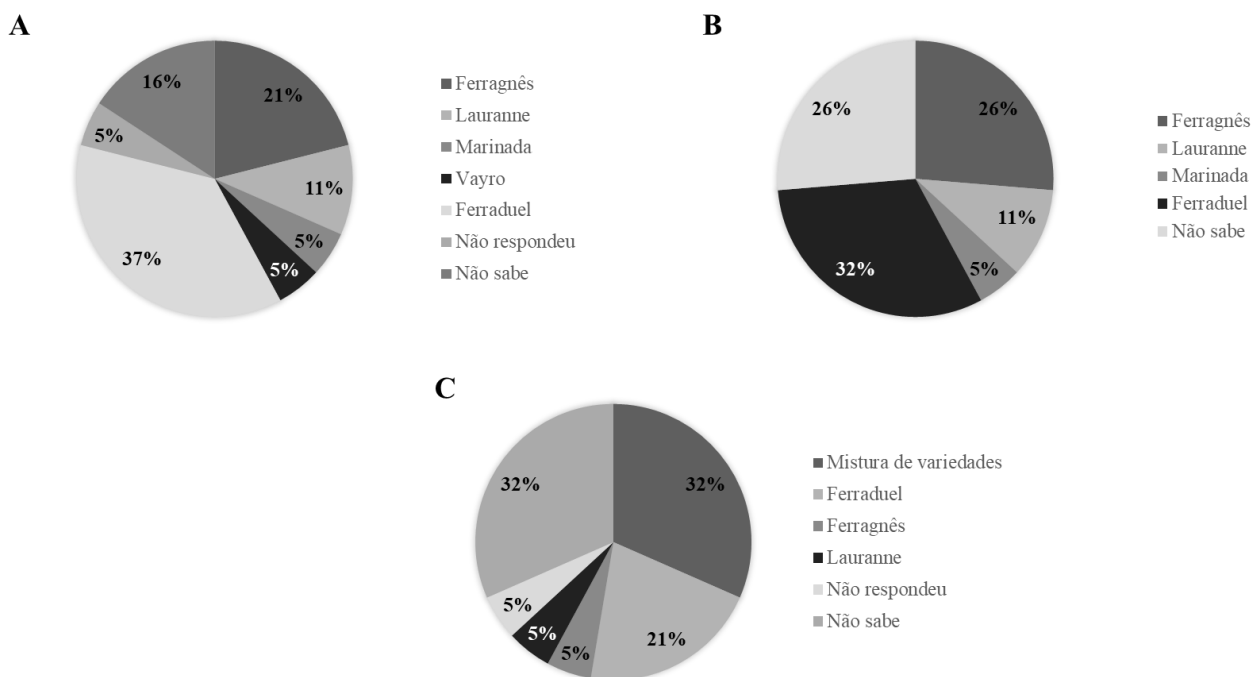 A
16%
21%
5%
11%
5%
5%
37%
Ferragnês
Lauranne
Marinada
Vayro
Ferraduel
Não respondeu
Não sabe
B
26%
26%
11%
5%
32%
Ferragnês
Lauranne
Marinada
Ferraduel
Não sabe
C
32%
32%
5%
5%
5%
21%
Mistura de variedades
Ferraduel
Ferragnês
Lauranne
Não respondeu
Não sabe